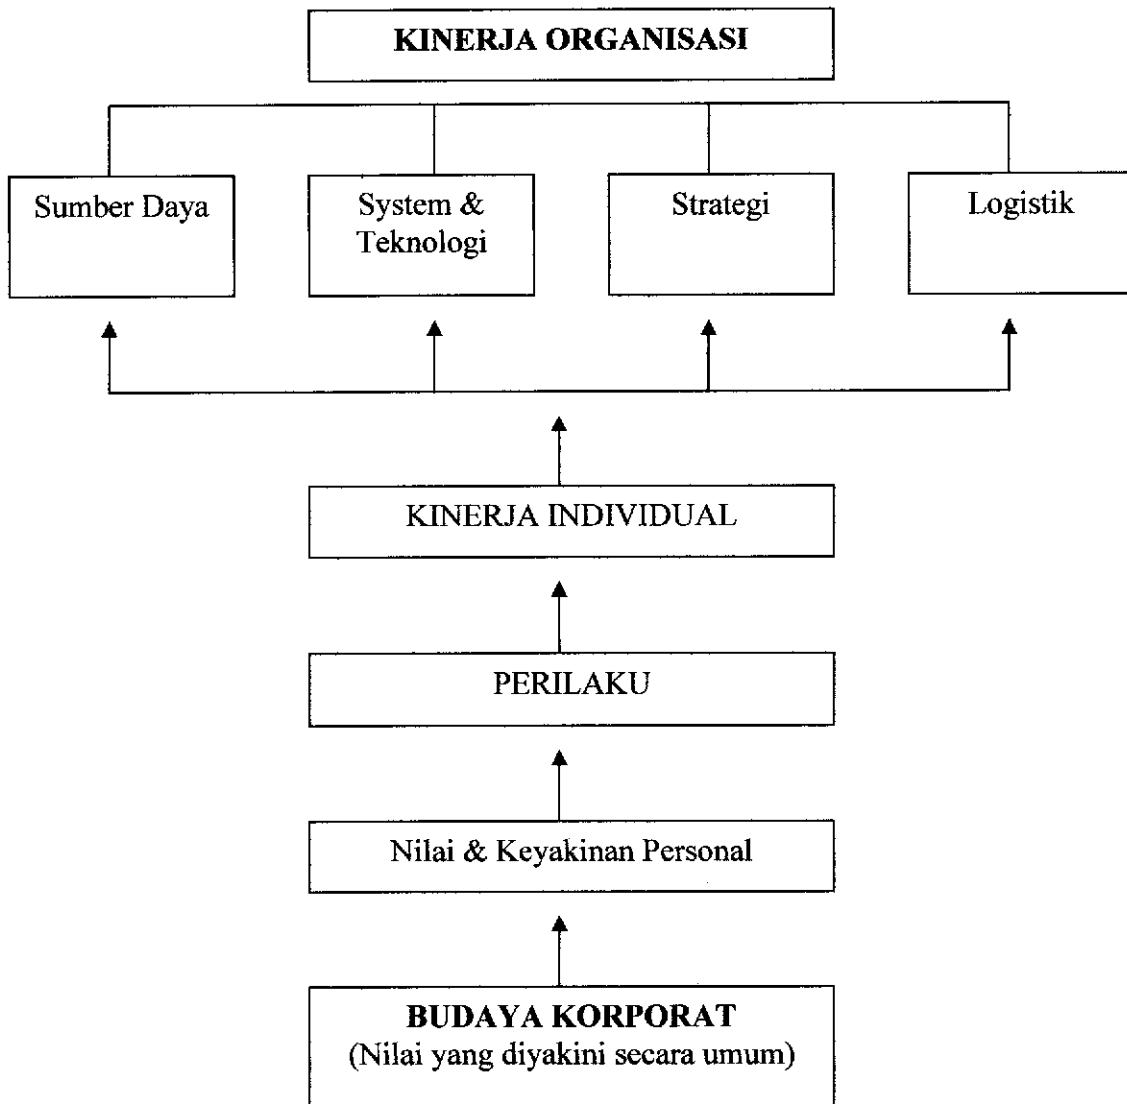 KINERJA ORGANISASI
Sumber Daya
System &
Teknologi
Strategi
Logistik
KINERJA INDIVIDUAL
PERILAKU
Nilai & Keyakinan Personal
BUDAYA KORPORAT
(Nilai yang diyakini secara umum)